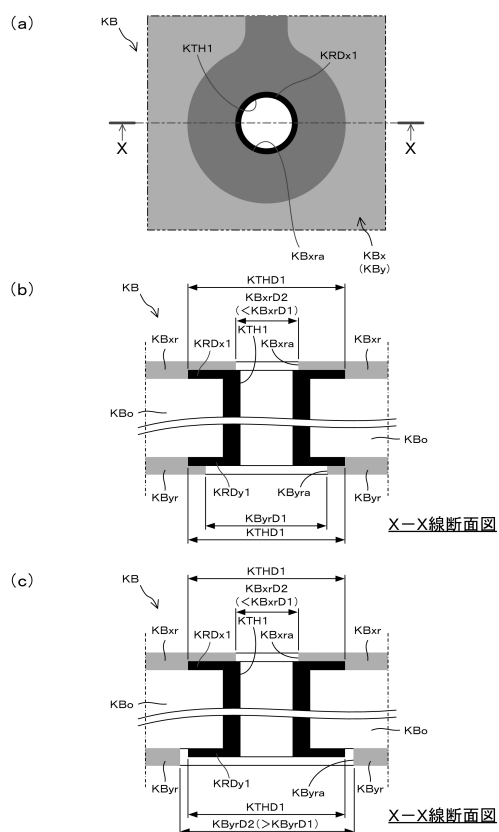 (a)
KB
KTH1
KRDx1
X
X
KBxra
KBx
(KBy)
(b)
KB
KTHD1
KBxrD2
(<KBxrD1)
KTH1
KBxr
KRDx1
KBxra
KBxr
KBo
KBo
KByr
KRDy1
KByra
KByr
KByrD1
KTHD1
X－X線断面図
(c)
KB
KTHD1
KBxrD2
(<KBxrD1)
KTH1
KBxr
KRDx1
KBxra
KBxr
KBo
KBo
KByr
KRDy1
KByra
KByr
KTHD1
KByrD2(>KByrD1)
X－X線断面図